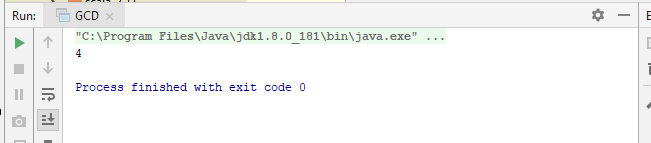 Run: GCD
"C:\Program Files\Java\jdk1.8.0_181\bin\java.exe" ...
4
Process finished with exit code 0